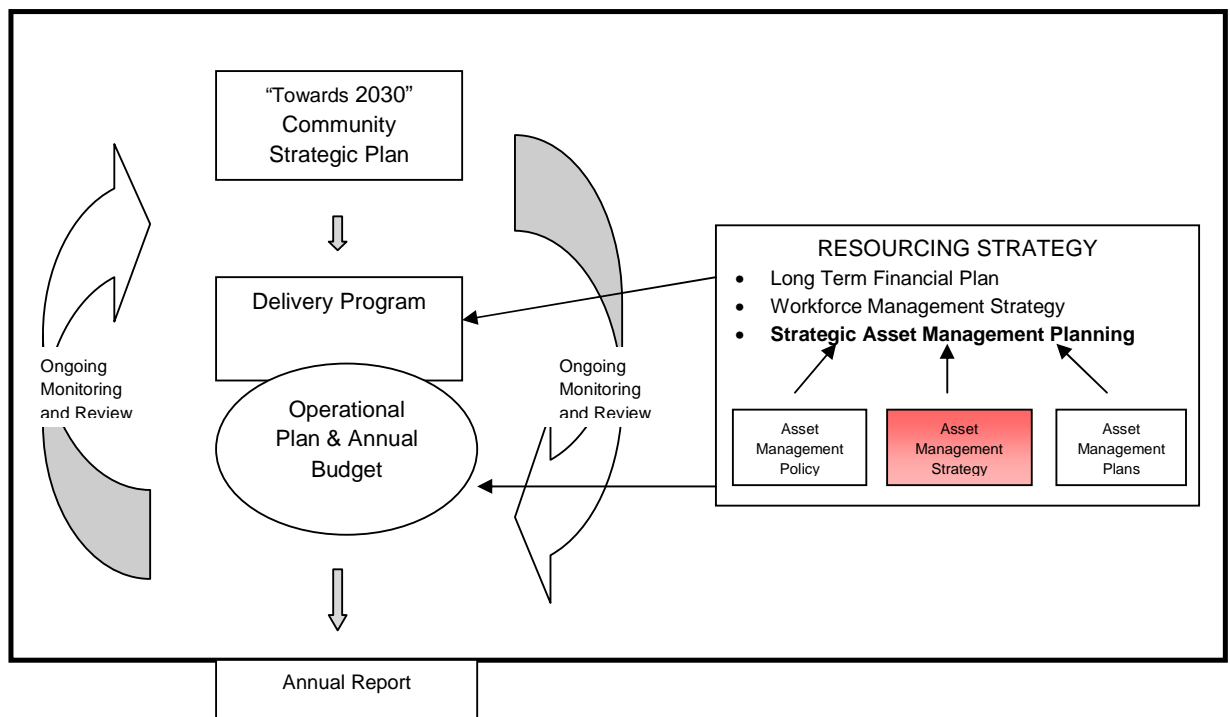 “Towards 2030”
Community
Strategic Plan
Delivery Program
Operational
Plan & Annual
Budget
Annual Report
Ongoing
Monitoring
and Review
Ongoing
Monitoring
and Review
RESOURCING STRATEGY
• Long Term Financial Plan
• Workforce Management Strategy
• Strategic Asset Management Planning
Asset
Management
Policy
Asset
Management
Strategy
Asset
Management
Plans